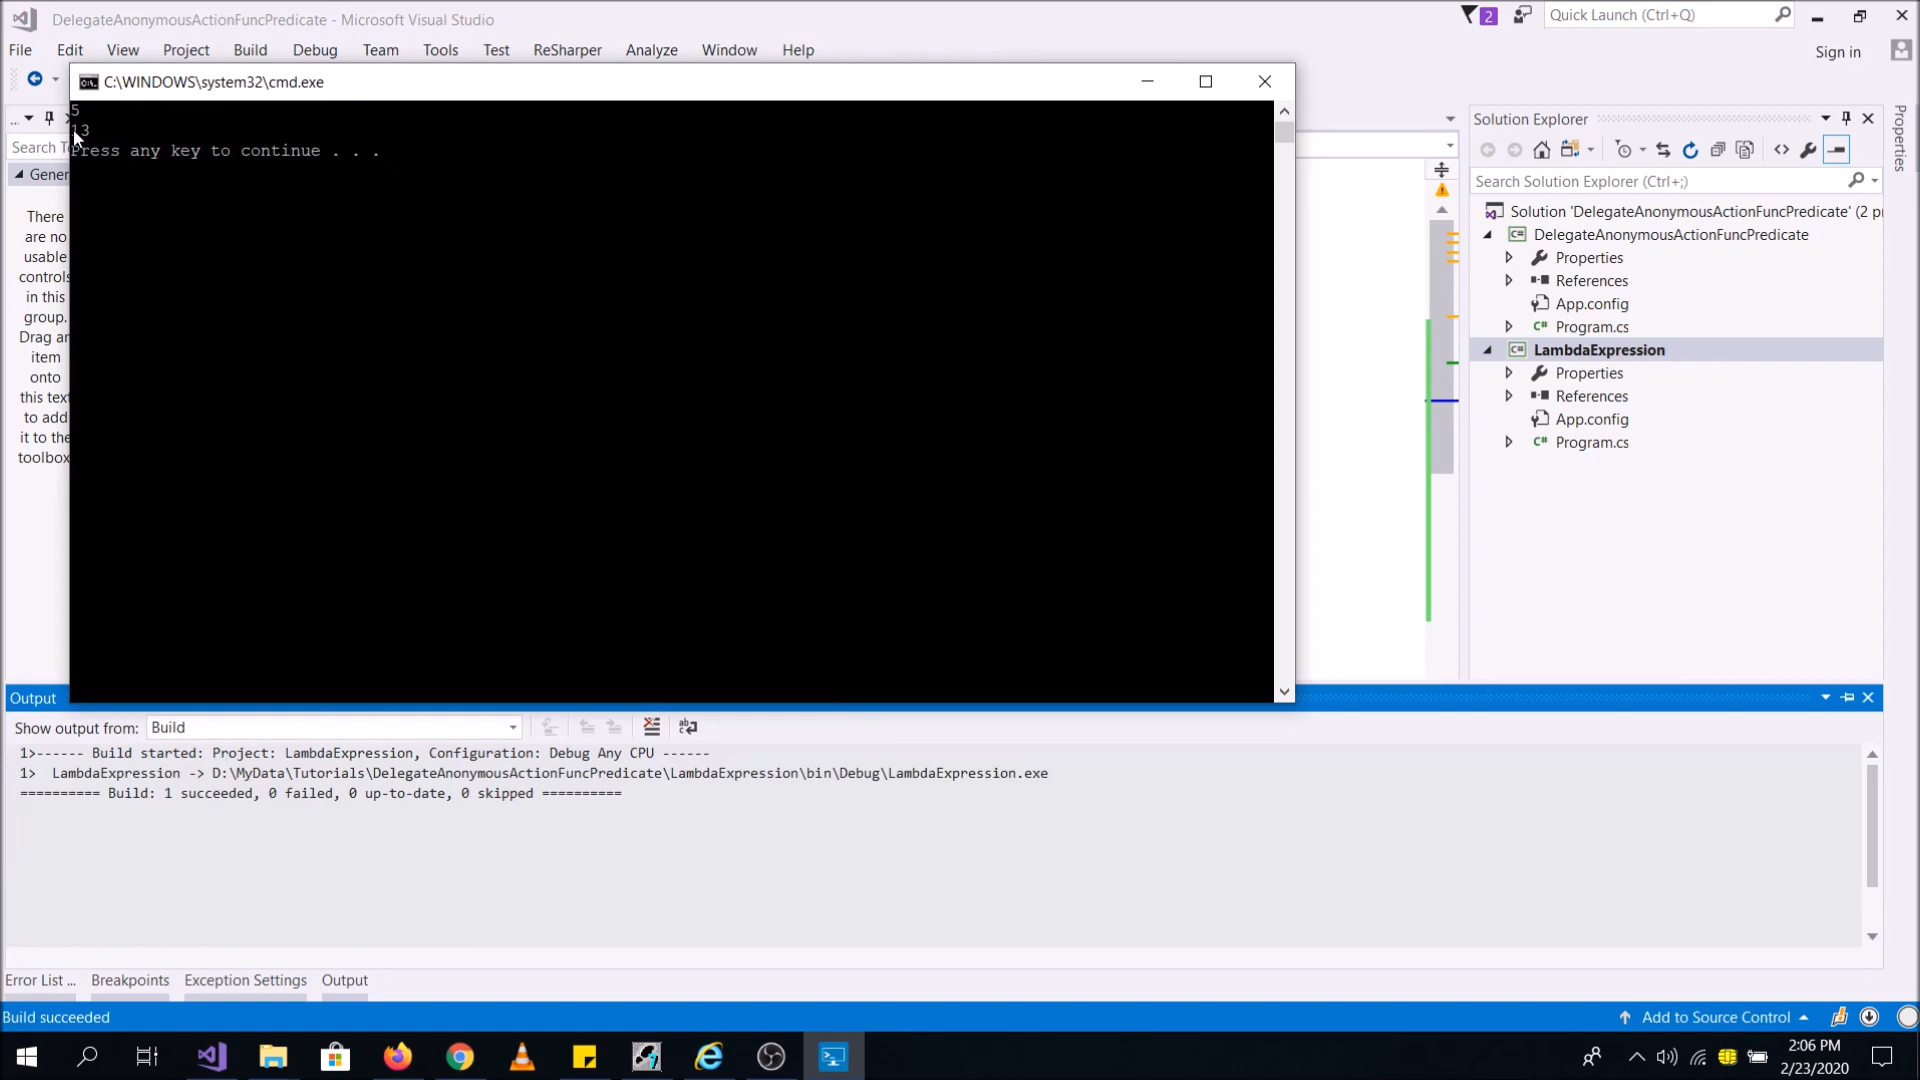 DelegateAnonymousActionFuncPredicate - Microsoft Visual Studio
2
Quick Launch (Ctrl+Q)
File Edit View Project Build Debug Team Tools Test ReSharper Analyze Window Help
Sign in
C:\WINDOWS\system32\cmd.exe
5
13
Press any key to continue . . .
...
Search To
Gener
There
are no
usable
controls
in this
group.
Drag an
item
onto
this text
to add
it to the
toolbox
Solution Explorer
Search Solution Explorer (Ctrl+;)
Solution 'DelegateAnonymousActionFuncPredicate' (2 pr
DelegateAnonymousActionFuncPredicate
Properties
References
App.config
C# Program.cs
LambdaExpression
Properties
References
App.config
C# Program.cs
Properties
Output
Show output from: Build
1>------ Build started: Project: LambdaExpression, Configuration: Debug Any CPU ------
1>  LambdaExpression -> D:\MyData\Tutorials\DelegateAnonymousActionFuncPredicate\LambdaExpression\bin\Debug\LambdaExpression.exe
========== Build: 1 succeeded, 0 failed, 0 up-to-date, 0 skipped ==========
Error List ... Breakpoints Exception Settings Output
Build succeeded
Add to Source Control
2:06 PM
2/23/2020